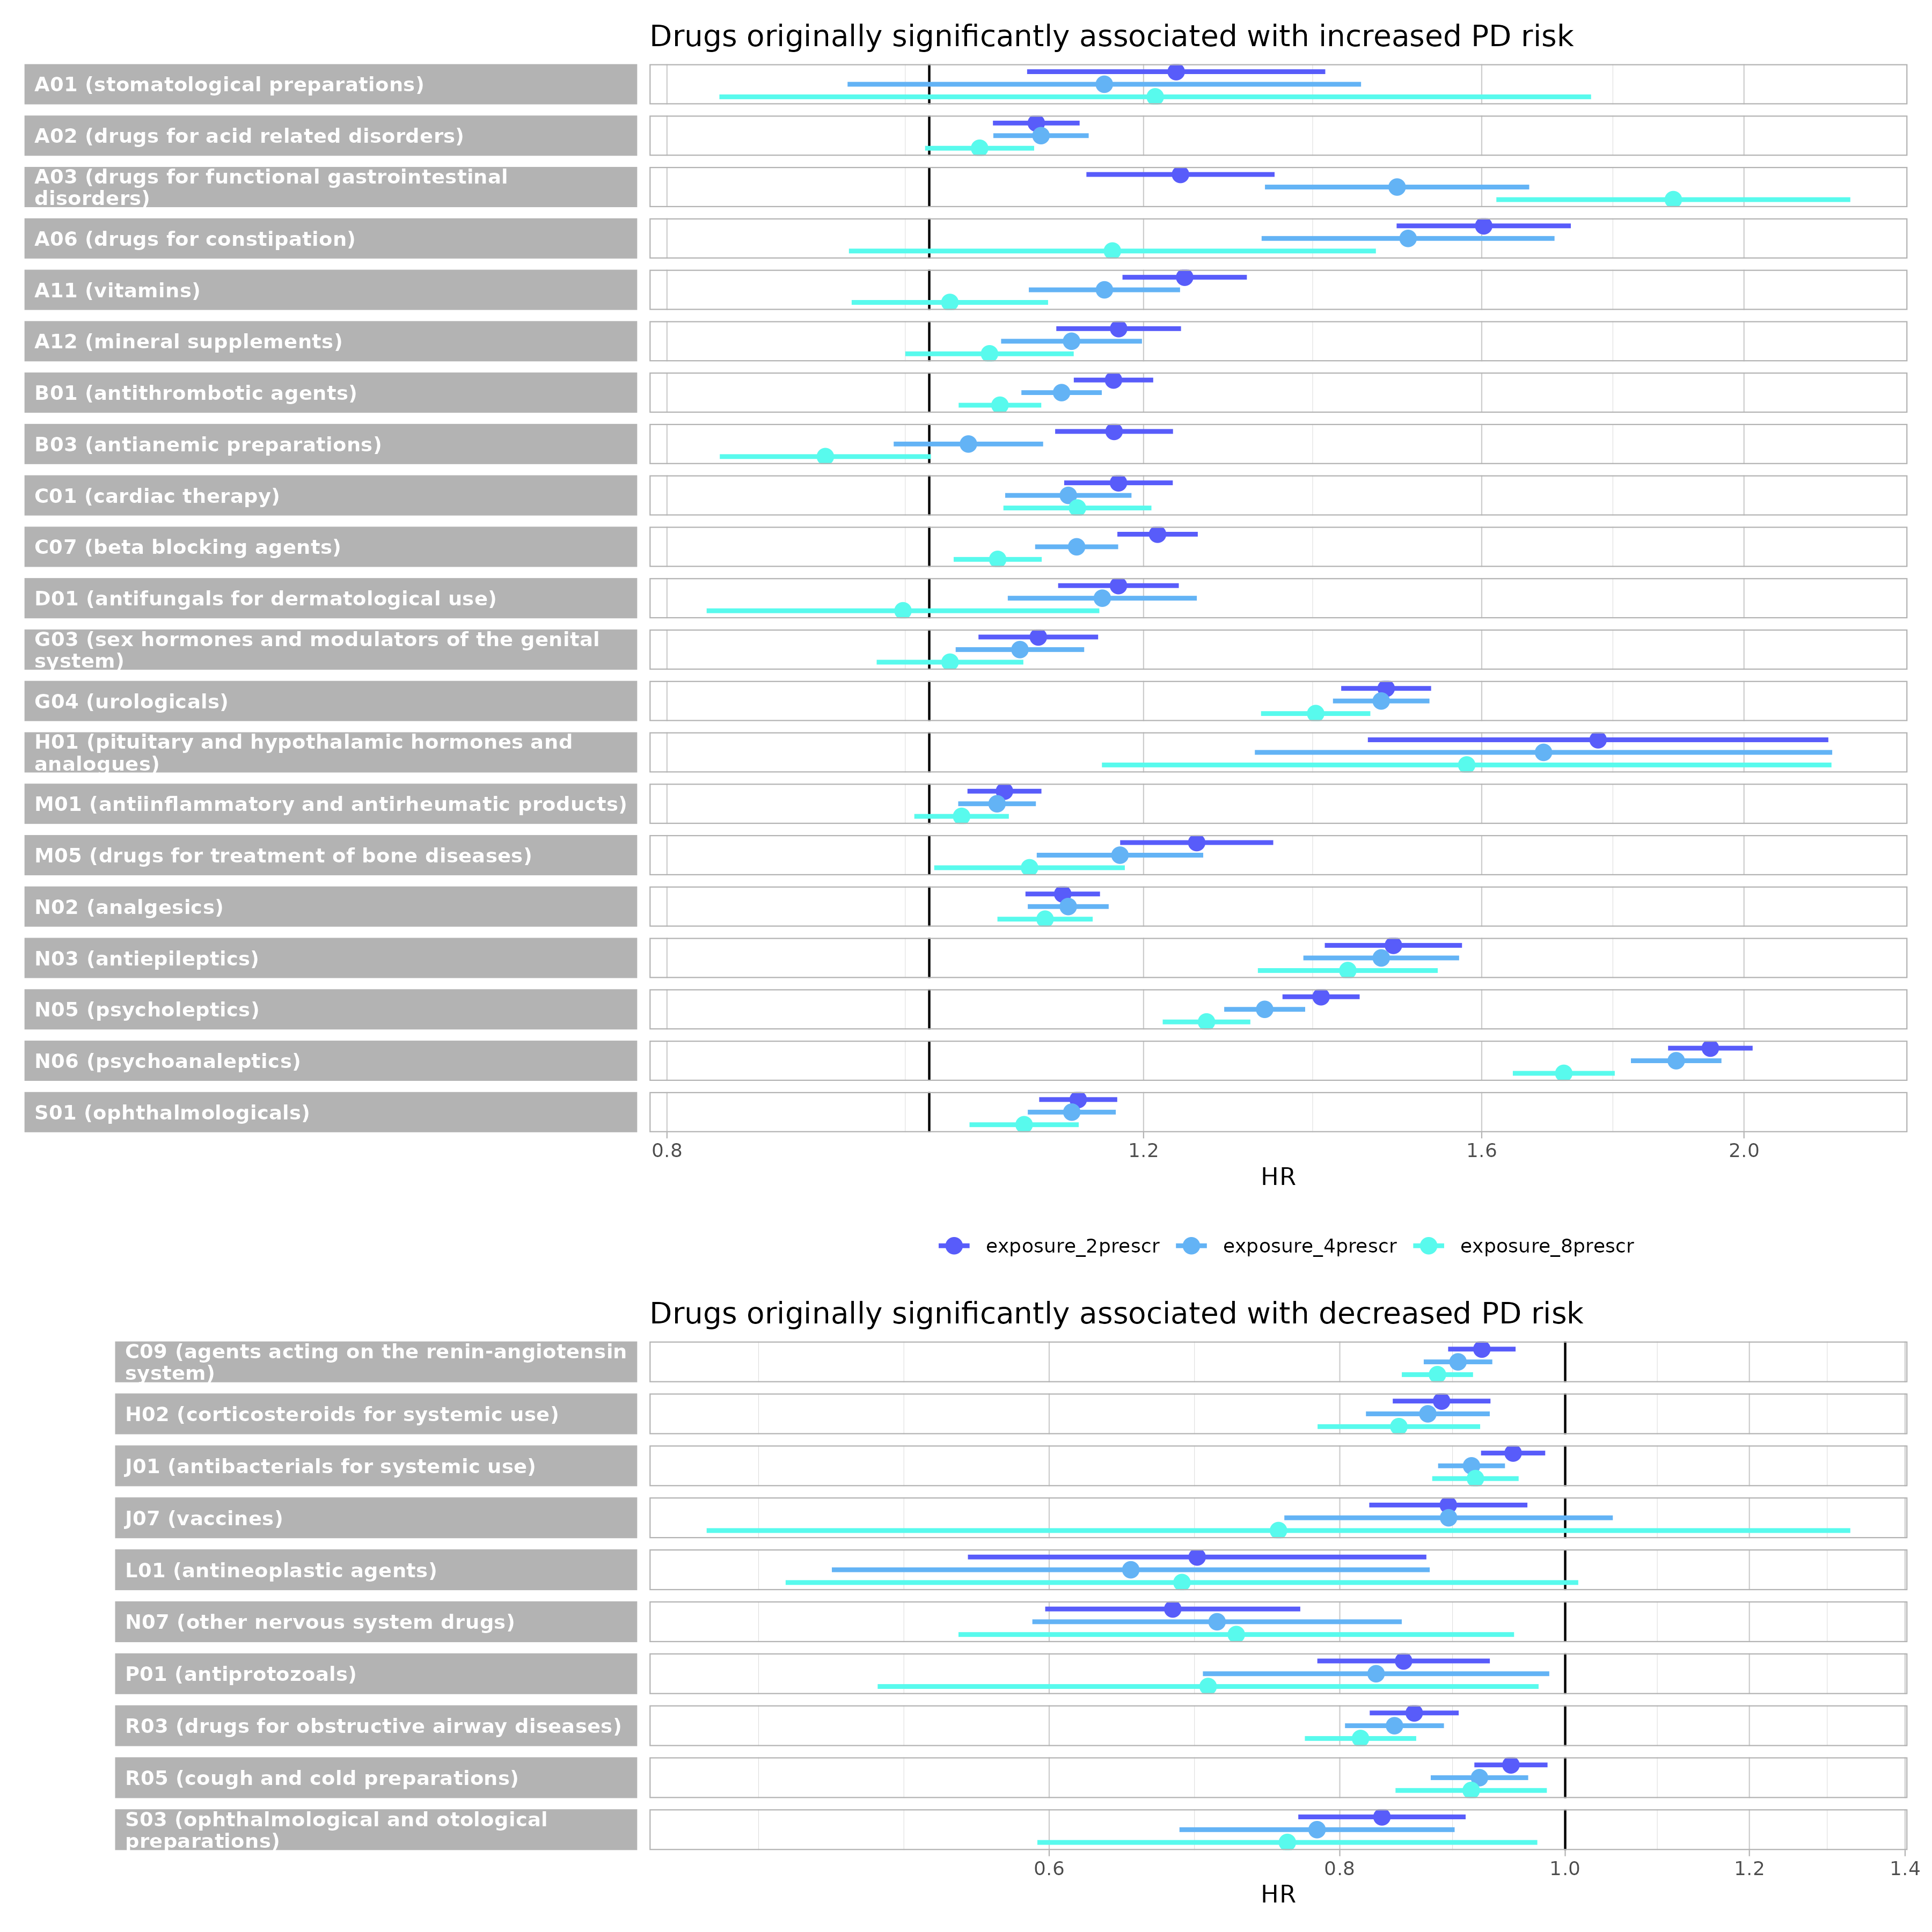 Drugs originally significantly associated with increased PD risk
A01 (stomatological preparations)
A02 (drugs for acid related disorders)
A03 (drugs for functional gastrointestinal
disorders)
A06 (drugs for constipation)
A11 (vitamins)
A12 (mineral supplements)
B01 (antithrombotic agents)
B03 (antianemic preparations)
C01 (cardiac therapy)
C07 (beta blocking agents)
D01 (antifungals for dermatological use)
G03 (sex hormones and modulators of the genital
system)
G04 (urologicals)
H01 (pituitary and hypothalamic hormones and
analogues)
M01 (antiinflammatory and antirheumatic products)
M05 (drugs for treatment of bone diseases)
N02 (analgesics)
N03 (antiepileptics)
N05 (psycholeptics)
N06 (psychoanaleptics)
S01 (ophthalmologicals)
0.8 1.2 1.6 2.0
HR
exposure_2prescr exposure_4prescr exposure_8prescr
Drugs originally significantly associated with decreased PD risk
C09 (agents acting on the renin-angiotensin
system)
H02 (corticosteroids for systemic use)
J01 (antibacterials for systemic use)
J07 (vaccines)
L01 (antineoplastic agents)
N07 (other nervous system drugs)
P01 (antiprotozoals)
R03 (drugs for obstructive airway diseases)
R05 (cough and cold preparations)
S03 (ophthalmological and otological
preparations)
0.6 0.8 1.0 1.2 1.4
HR